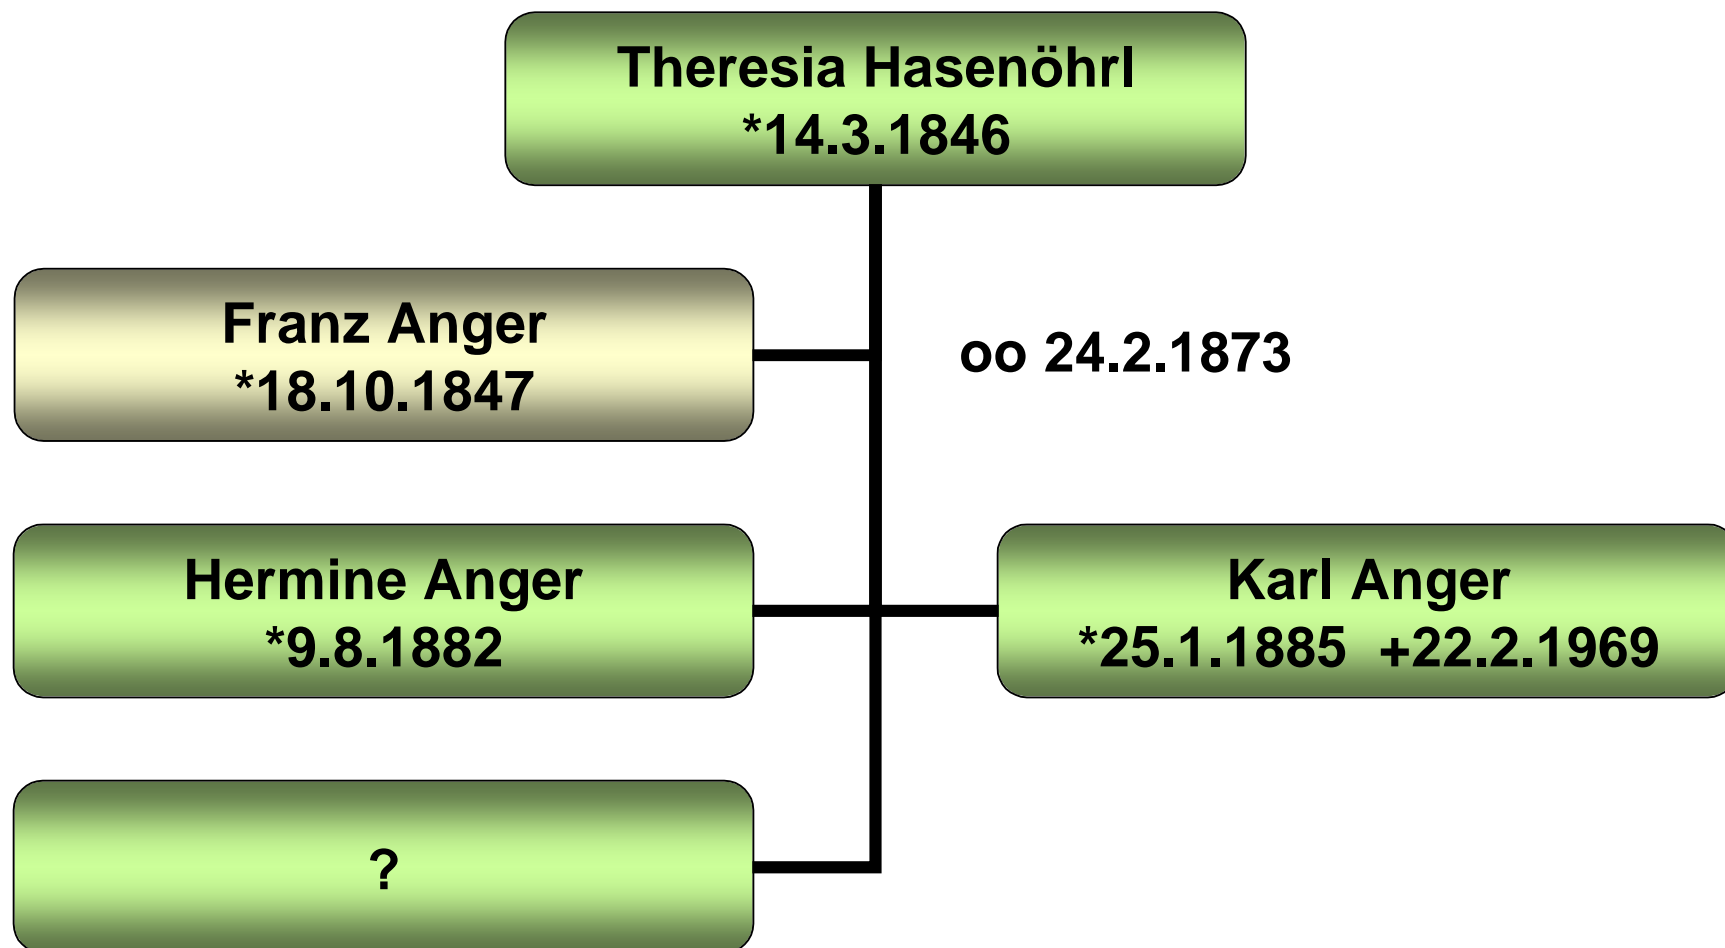 Theresia Hasenöhrl
*14.3.1846
Franz Anger
*18.10.1847
oo 24.2.1873
Hermine Anger
*9.8.1882
Karl Anger
*25.1.1885 +22.2.1969
?